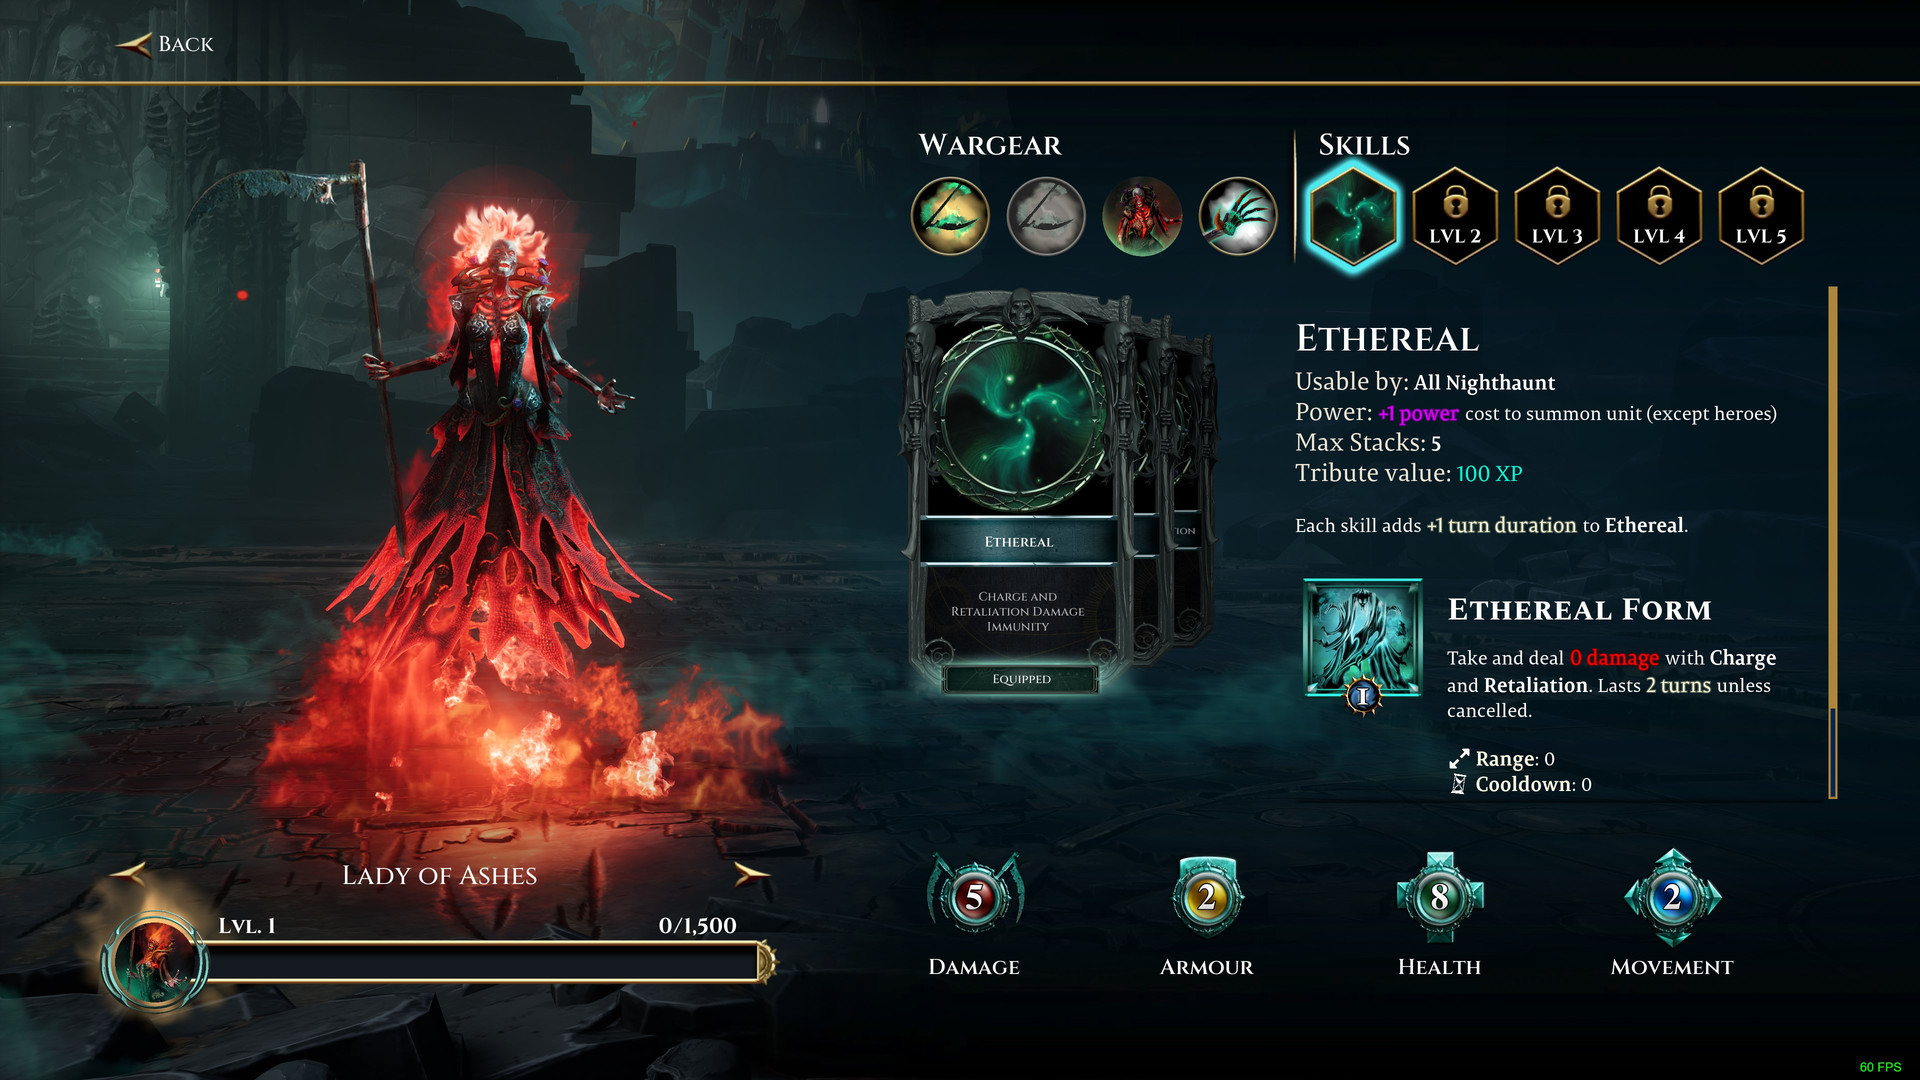 Back
Wargear
Skills
LVL 2
LVL 3
LVL 4
LVL 5
Ethereal
Usable by: All Nighthaunt
Power: +1 power cost to summon unit (except heroes)
Max Stacks: 5
Tribute value: 100 XP
Each skill adds +1 turn duration to Ethereal.
Ethereal
ION
Charge and
Retaliation Damage
Immunity
Equipped
Ethereal Form
I
Take and deal 0 damage with Charge
and Retaliation. Lasts 2 turns unless
cancelled.
Range: 0
Cooldown: 0
Lady of Ashes
Lvl. 1
0/1,500
5
2
8
2
Damage
Armour
Health
Movement
60 FPS